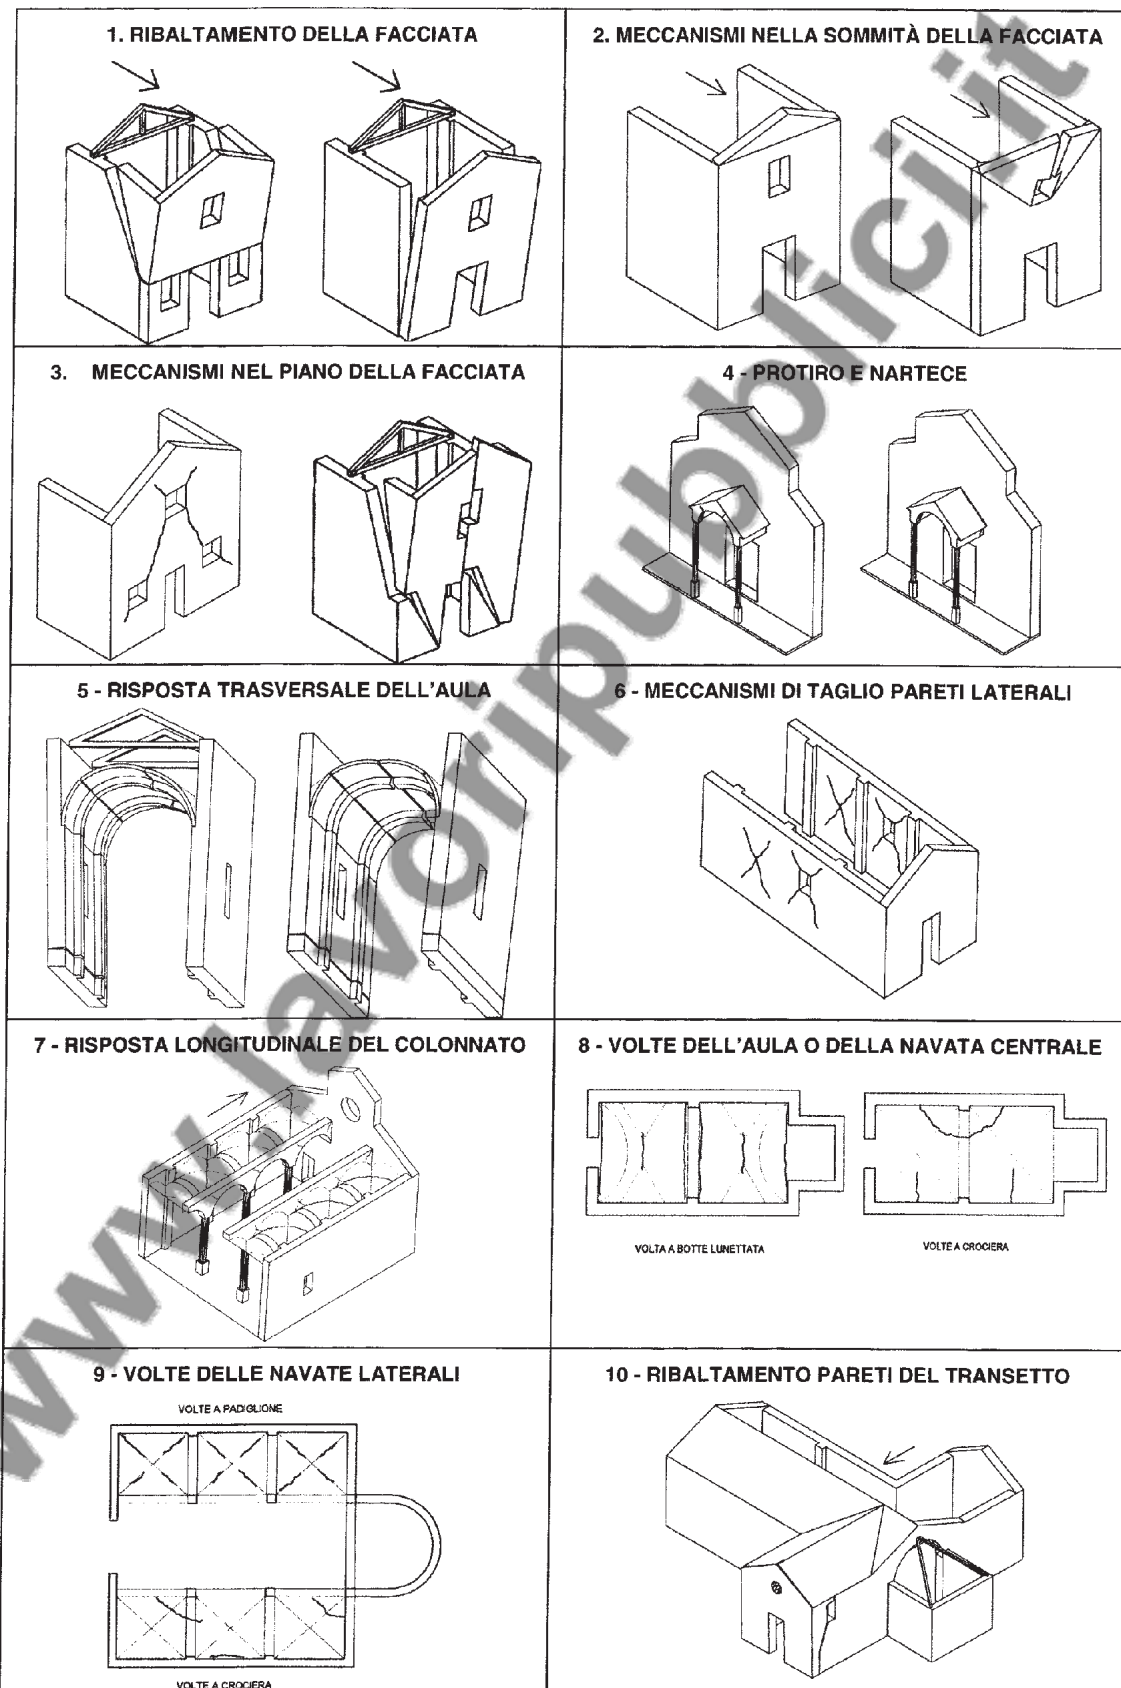 1. RIBALTAMENTO DELLA FACCIATA
2. MECCANISMI NELLA SOMMITÀ DELLA FACCIATA
3. MECCANISMI NEL PIANO DELLA FACCIATA
4 - PROTIRO E NARTECE
5 - RISPOSTA TRASVERSALE DELL'AULA
6 - MECCANISMI DI TAGLIO PARETI LATERALI
7 - RISPOSTA LONGITUDINALE DEL COLONNATO
8 - VOLTE DELL'AULA O DELLA NAVATA CENTRALE
VOLTA A BOTTE LUNETTATA
VOLTE A CROCIERA
9 - VOLTE DELLE NAVATE LATERALI
VOLTE A PADIGLIONE
VOLTE A CROCIERA
10 - RIBALTAMENTO PARETI DEL TRANSETTO
www.lavoripubblici.it